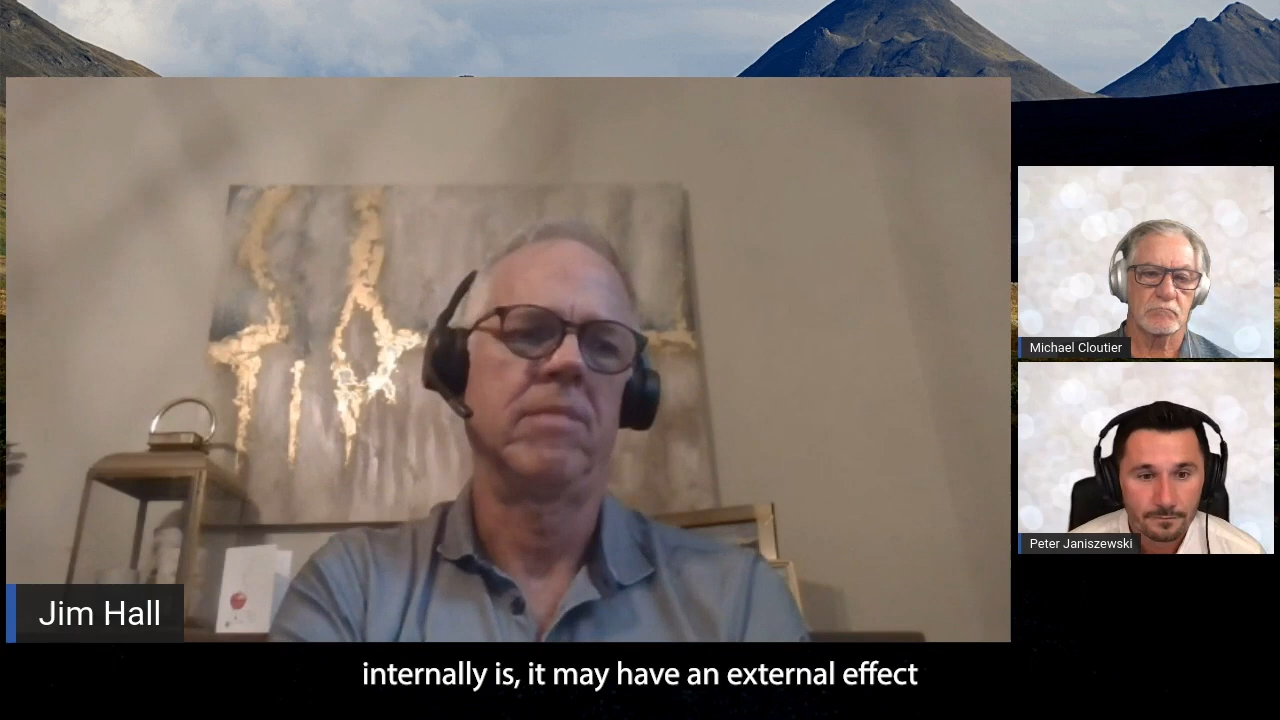 Michael Cloutier
Peter Janiszewski
Jim Hall
internally is, it may have an external effect